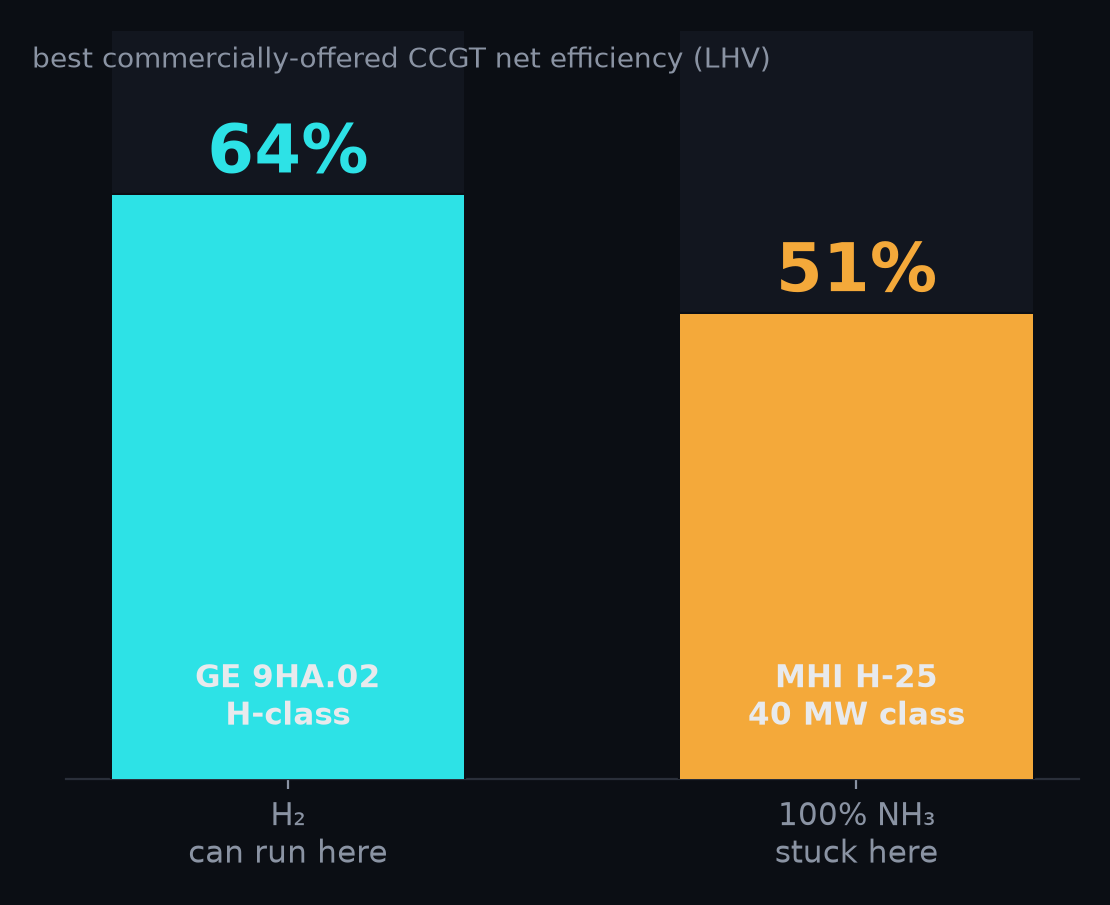 best commercially-offered CCGT net efficiency (LHV)
64%
51%
GE 9HA.02
H-class
MHI H-25
40 MW class
H₂
can run here
100% NH₃
stuck here